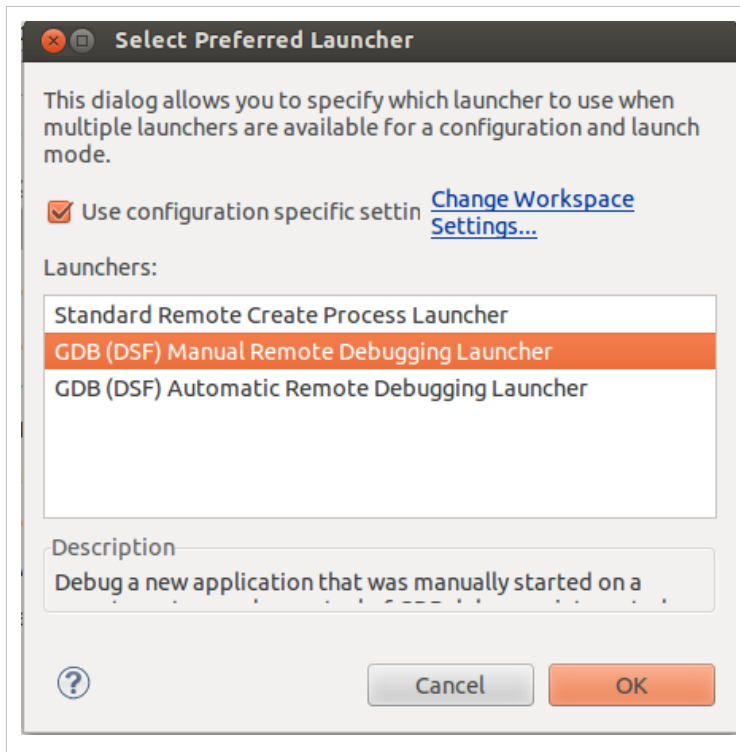 Select Preferred Launcher
This dialog allows you to specify which launcher to use when
multiple launchers are available for a configuration and launch
mode.
Use configuration specific settin
Change Workspace
Settings...
Launchers:
Standard Remote Create Process Launcher
GDB (DSF) Manual Remote Debugging Launcher
GDB (DSF) Automatic Remote Debugging Launcher
Description
Debug a new application that was manually started on a
?
Cancel
OK